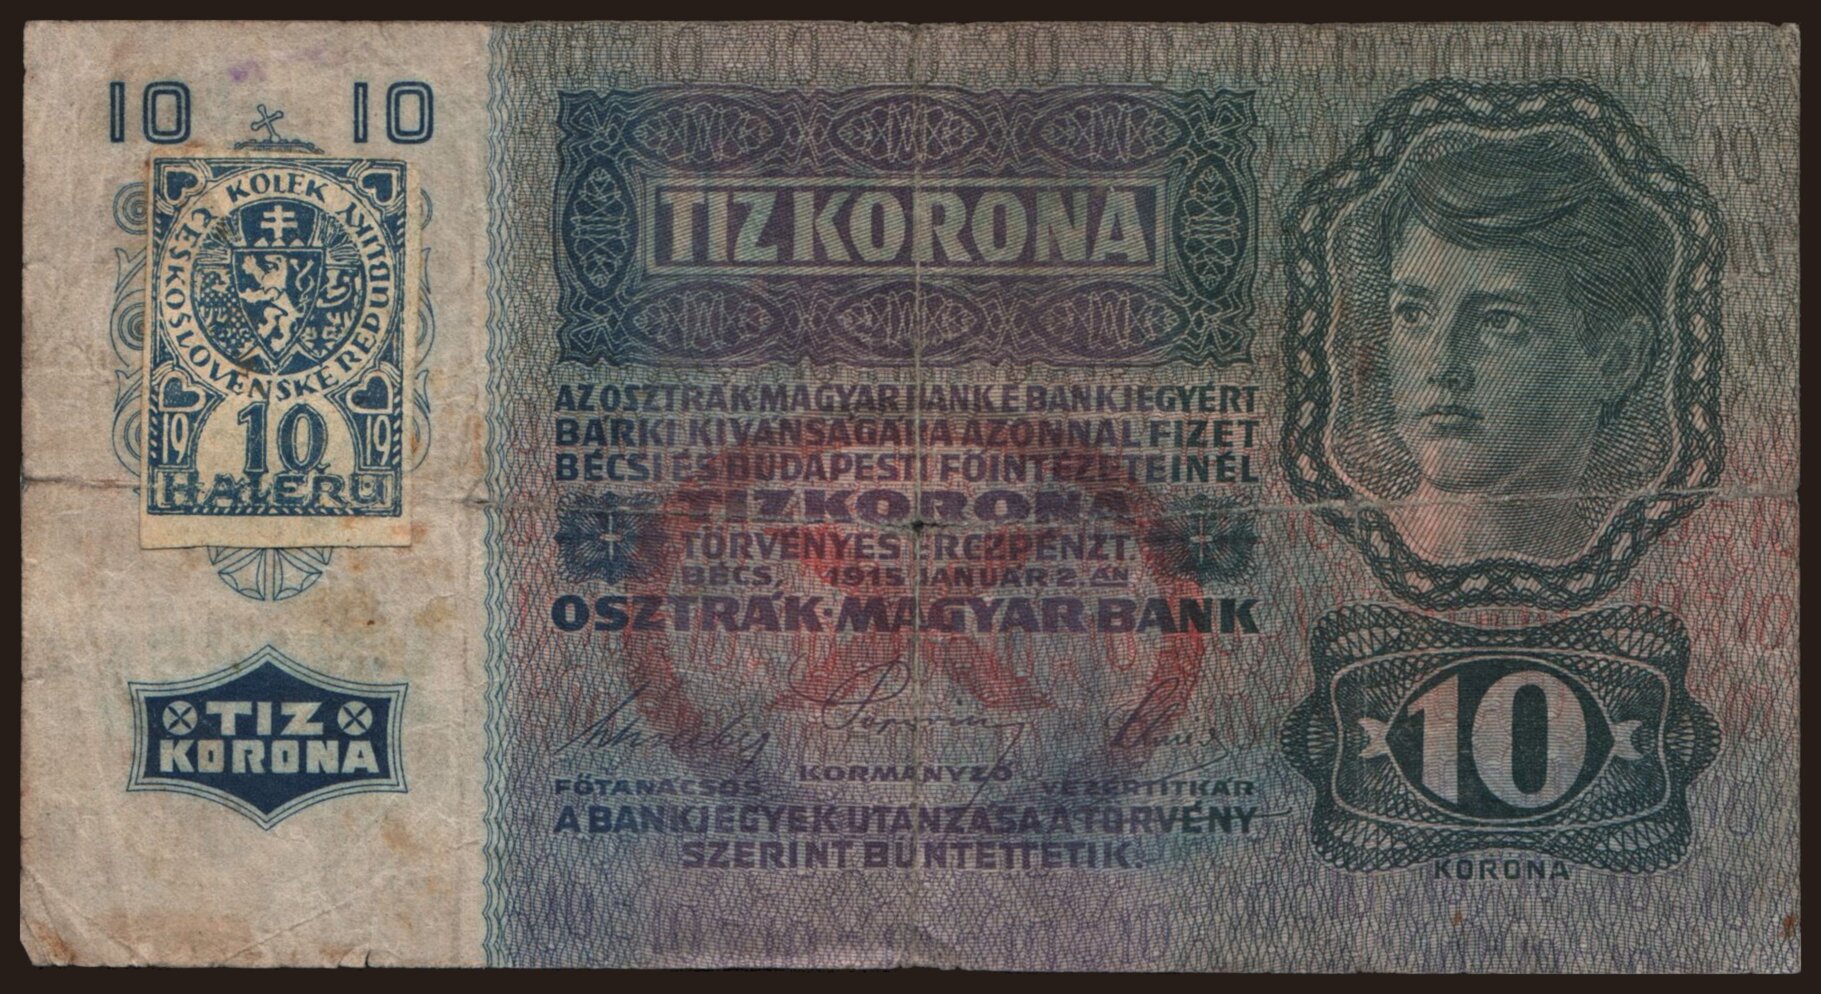 10 10
KOLEK ČESKOSLOVENSKÉ REPUBLIKY
19 10 19
HALÉŘŮ
TIZ
KORONA
TIZ KORONA
AZ OSZTRÁK-MAGYAR BANK E BANKJEGYÉRT
BÁRKI KIVÁNSÁGÁRA AZONNAL FIZET
BÉCSI ÉS BUDAPESTI FŐINTÉZETEINÉL
TIZ KORONA
TÖRVÉNYES ÉRCZPÉNZT.
BÉCS, 1915 JANUÁR 2.ÁN
OSZTRÁK-MAGYAR BANK
KORMÁNYZÓ
FŐTANÁCSOS VEZÉRTITKÁR
A BANKJEGYEK UTÁNZÁSA A TÖRVÉNY
SZERINT BÜNTETTETIK.
10
KORONA